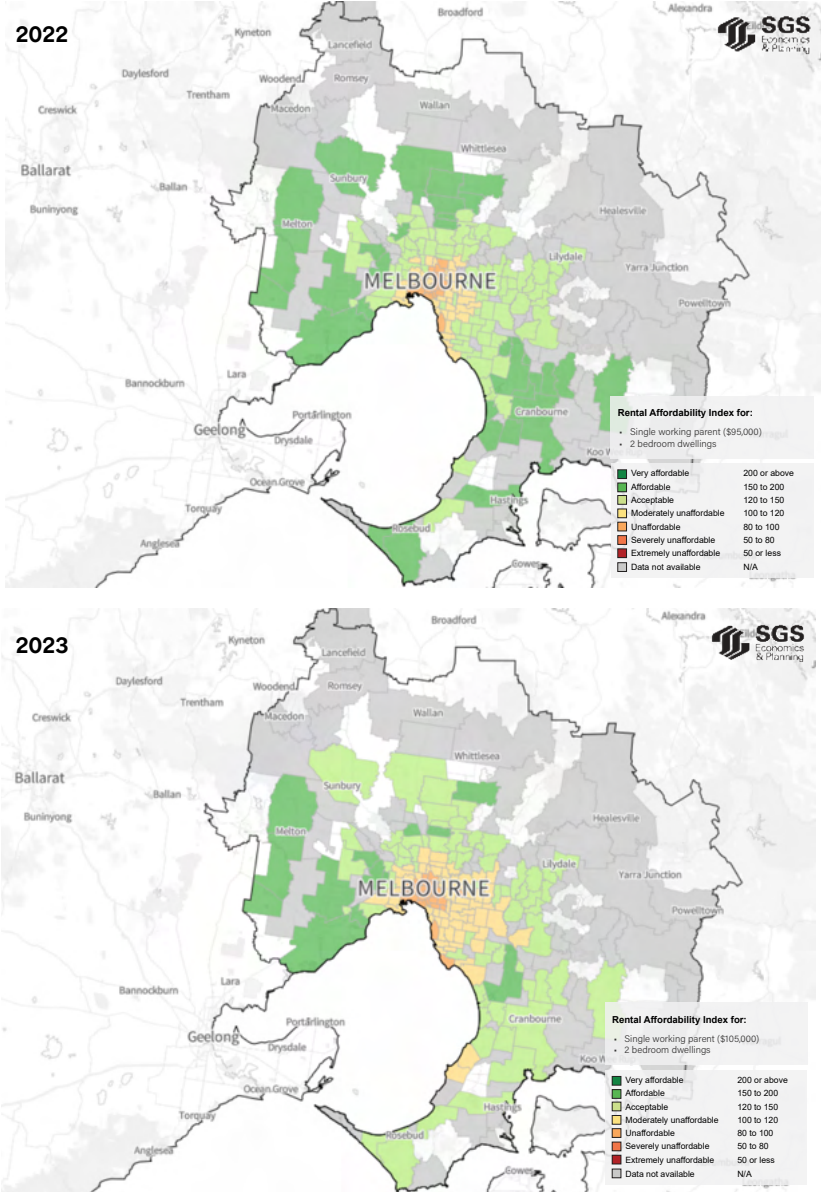 2022
SGS
Economics
& Planning
Broadford
Alexandra
Kyneton
Lancefield
Daylesford
Woodend
Romsey
Trentham
Macedon
Wallan
Creswick
Whittlesea
Ballarat
Ballan
Sunbury
Buninyong
Healesville
Melton
Lilydale
Yarra Junction
MELBOURNE
Powelltown
Lara
Bannockburn
Portarlington
Cranbourne
Geelong
Drysdale
Koo W
Ocean Grove
Hastings
Torquay
Rosebud
Anglesea
Cowes
Rental Affordability Index for:
• Single working parent ($95,000)
• 2 bedroom dwellings
Very affordable 200 or above
Affordable 150 to 200
Acceptable 120 to 150
Moderately unaffordable 100 to 120
Unaffordable 80 to 100
Severely unaffordable 50 to 80
Extremely unaffordable 50 or less
Data not available N/A
2023
SGS
Economics
& Planning
Broadford
Alexandra
Kyneton
Lancefield
Daylesford
Woodend
Romsey
Trentham
Macedon
Wallan
Creswick
Whittlesea
Ballarat
Ballan
Sunbury
Buninyong
Healesville
Melton
Lilydale
Yarra Junction
MELBOURNE
Powelltown
Lara
Bannockburn
Portarlington
Cranbourne
Geelong
Drysdale
Koo W
Ocean Grove
Hastings
Torquay
Rosebud
Anglesea
Cowes
Rental Affordability Index for:
• Single working parent ($105,000)
• 2 bedroom dwellings
Very affordable 200 or above
Affordable 150 to 200
Acceptable 120 to 150
Moderately unaffordable 100 to 120
Unaffordable 80 to 100
Severely unaffordable 50 to 80
Extremely unaffordable 50 or less
Data not available N/A